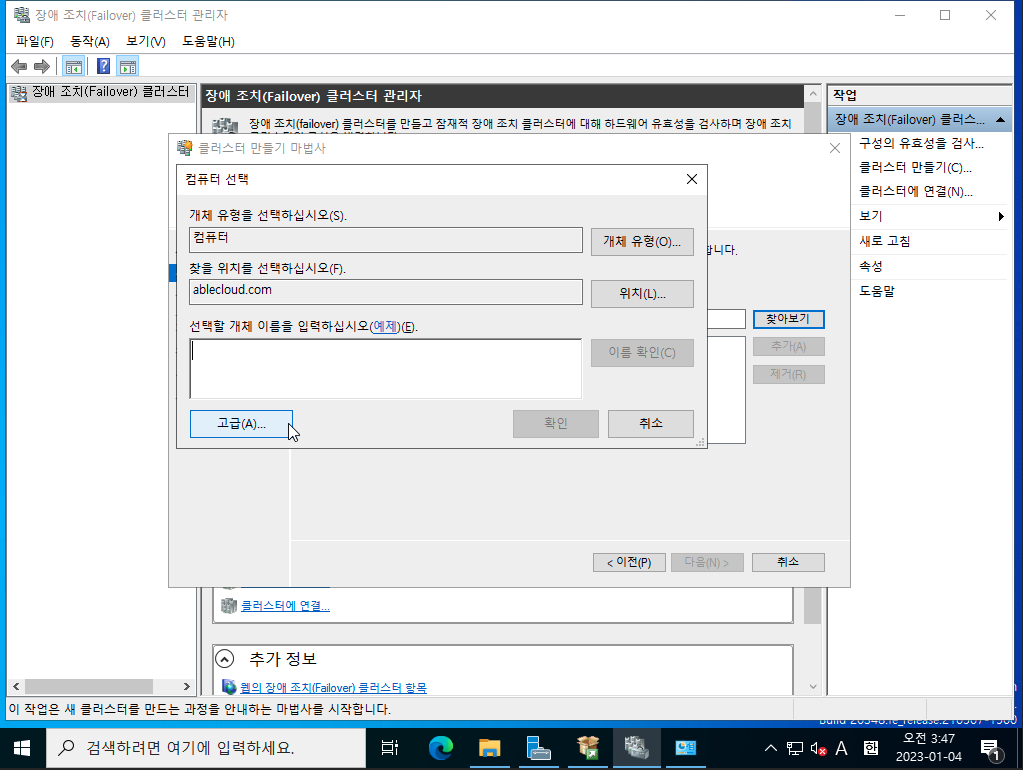 장애 조치(Failover) 클러스터 관리자
파일(F) 동작(A) 보기(V) 도움말(H)
장애 조치(Failover) 클러스터
장애 조치(Failover) 클러스터 관리자
장애 조치(failover) 클러스터를 만들고 잠재적 장애 조치 클러스터에 대해 하드웨어 유효성을 검사하며 장애 조치
클러스터 만들기 마법사
컴퓨터 선택
개체 유형을 선택하십시오(S).
컴퓨터
개체 유형(O)...
찾을 위치를 선택하십시오(F).
ablecloud.com
위치(L)...
선택할 개체 이름을 입력하십시오(예제)(E).
이름 확인(C)
고급(A)...
확인
취소
합니다.
찾아보기
추가(A)
제거(R)
< 이전(P)
다음(N) >
취소
클러스터에 연결...
추가 정보
웹의 장애 조치(Failover) 클러스터 항목
작업
장애 조치(Failover) 클러스...
구성의 유효성을 검사...
클러스터 만들기(C)...
클러스터에 연결(N)...
보기
새로 고침
속성
도움말
이 작업은 새 클러스터를 만드는 과정을 안내하는 마법사를 시작합니다.
검색하려면 여기에 입력하세요.
A
한
오전 3:47
2023-01-04
1